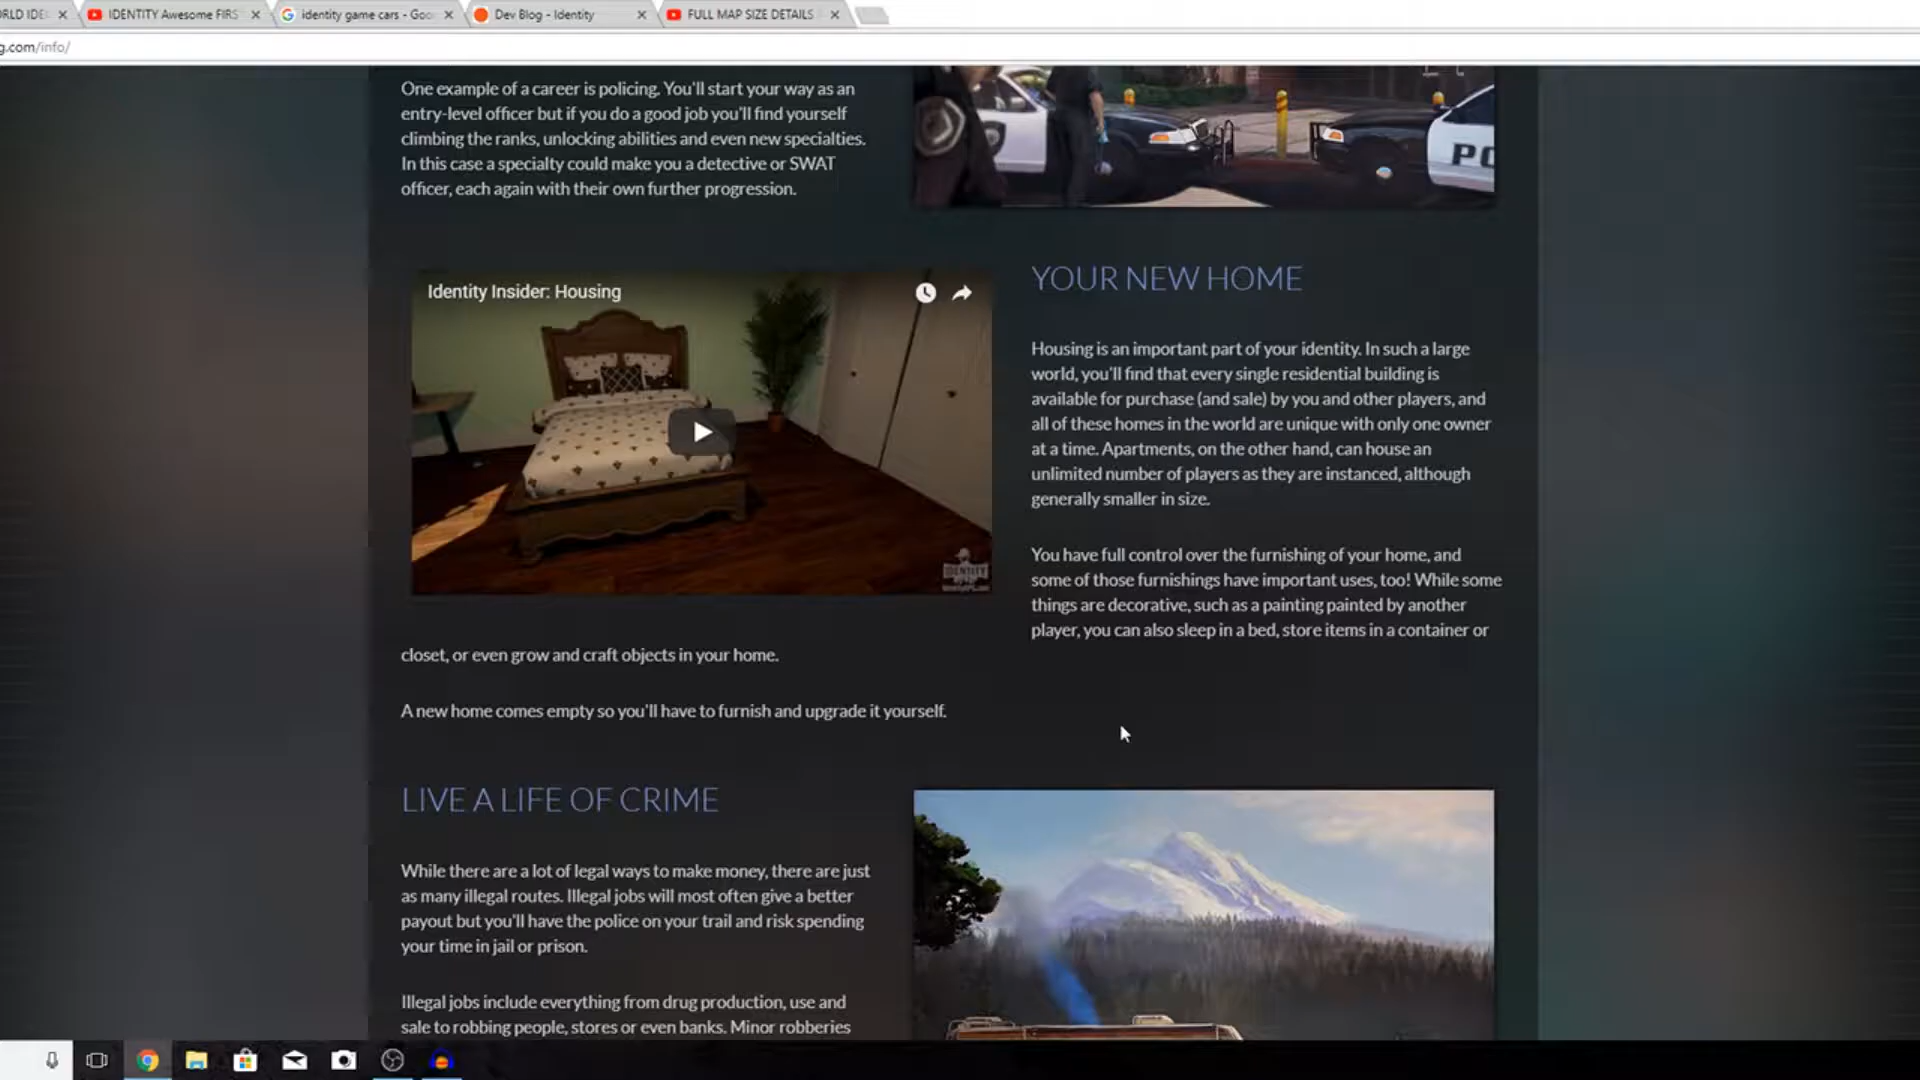 ORLD IDE
IDENTITY Awesome FIRS
identity game cars - Goo
Dev Blog - Identity
FULL MAP SIZE DETAILS
g.com/info/
One example of a career is policing. You'll start your way as an
entry-level officer but if you do a good job you'll find yourself
climbing the ranks, unlocking abilities and even new specialties.
In this case a specialty could make you a detective or SWAT
officer, each again with their own further progression.
PO
Identity Insider: Housing
IDENTITY
YOUR NEW HOME
Housing is an important part of your identity. In such a large
world, you'll find that every single residential building is
available for purchase (and sale) by you and other players, and
all of these homes in the world are unique with only one owner
at a time. Apartments, on the other hand, can house an
unlimited number of players as they are instanced, although
generally smaller in size.
You have full control over the furnishing of your home, and
some of those furnishings have important uses, too! While some
things are decorative, such as a painting painted by another
player, you can also sleep in a bed, store items in a container or
closet, or even grow and craft objects in your home.
A new home comes empty so you'll have to furnish and upgrade it yourself.
LIVE A LIFE OF CRIME
While there are a lot of legal ways to make money, there are just
as many illegal routes. Illegal jobs will most often give a better
payout but you'll have the police on your trail and risk spending
your time in jail or prison.
Illegal jobs include everything from drug production, use and
sale to robbing people, stores or even banks. Minor robberies